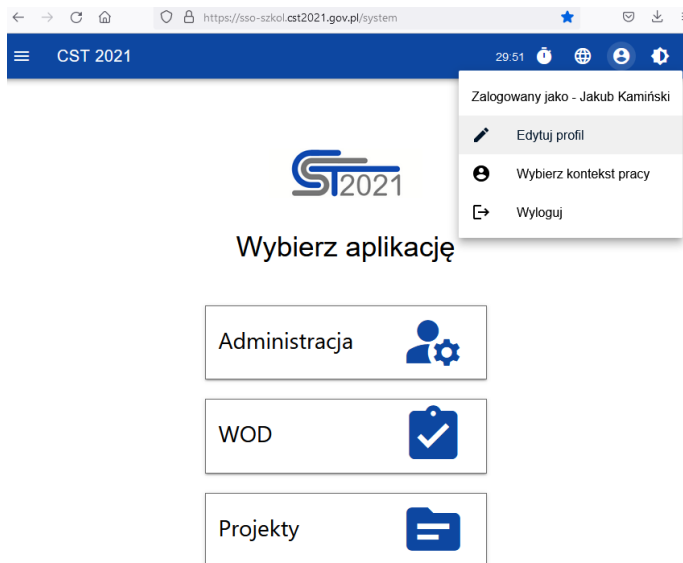 https://sso-szkol.cst2021.gov.pl/system
CST 2021
29:51
Zalogowany jako - Jakub Kamiński
Edytuj profil
Wybierz kontekst pracy
Wyloguj
CST2021
Wybierz aplikację
Administracja
WOD
Projekty